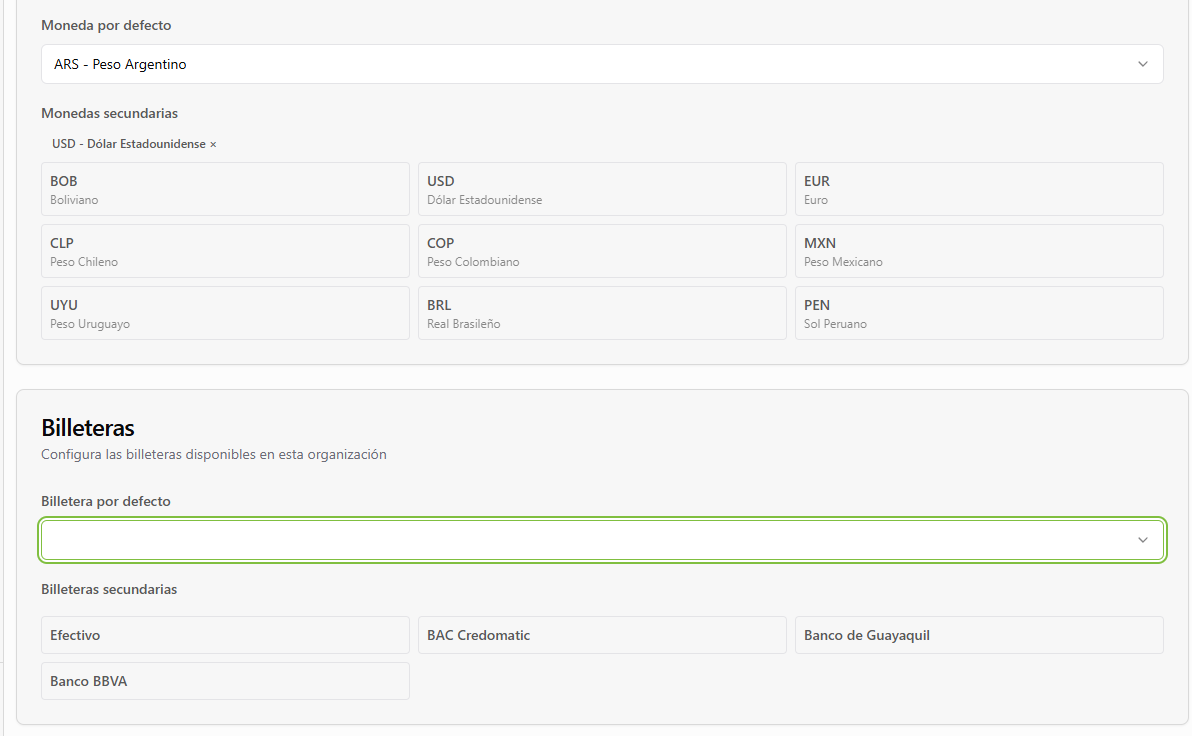 Moneda por defecto
ARS - Peso Argentino
Monedas secundarias
USD - Dólar Estadounidense ×
BOB
Boliviano
USD
Dólar Estadounidense
EUR
Euro
CLP
Peso Chileno
COP
Peso Colombiano
MXN
Peso Mexicano
UYU
Peso Uruguayo
BRL
Real Brasileño
PEN
Sol Peruano
Billeteras
Configura las billeteras disponibles en esta organización
Billetera por defecto
Billeteras secundarias
Efectivo
BAC Credomatic
Banco de Guayaquil
Banco BBVA